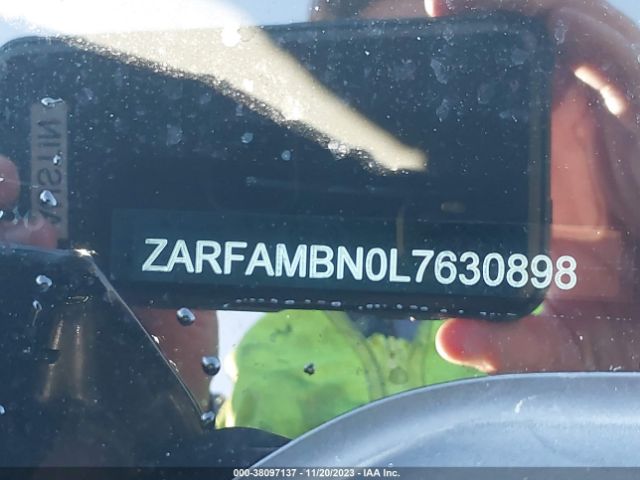 ZARFAMBN0L7630898
000-38097137 - 11/20/2023 - IAA Inc.